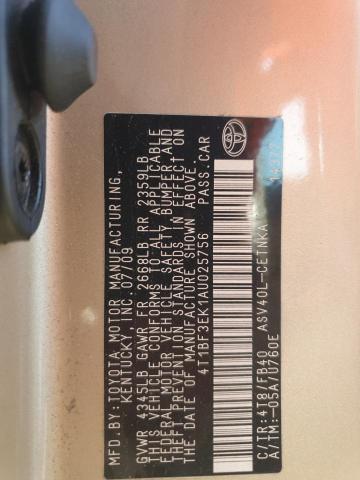 MFD. BY: TOYOTA MOTOR MANUFACTURING,
KENTUCKY, INC. 07/09
GVWR 4345LB GAWR FR 2668LB RR 2359LB
THIS VEHICLE CONFORMS TO ALL APPLICABLE
FEDERAL MOTOR VEHICLE SAFETY, BUMPER, AND
THEFT PREVENTION STANDARDS IN EFFECT ON
THE DATE OF MANUFACTURE SHOWN ABOVE.
4T1BF3EK1AU025756 PASS. CAR
C/TR: 4T8/FB40 ASV40L-CETNKA
A/TM: -05A/U760E